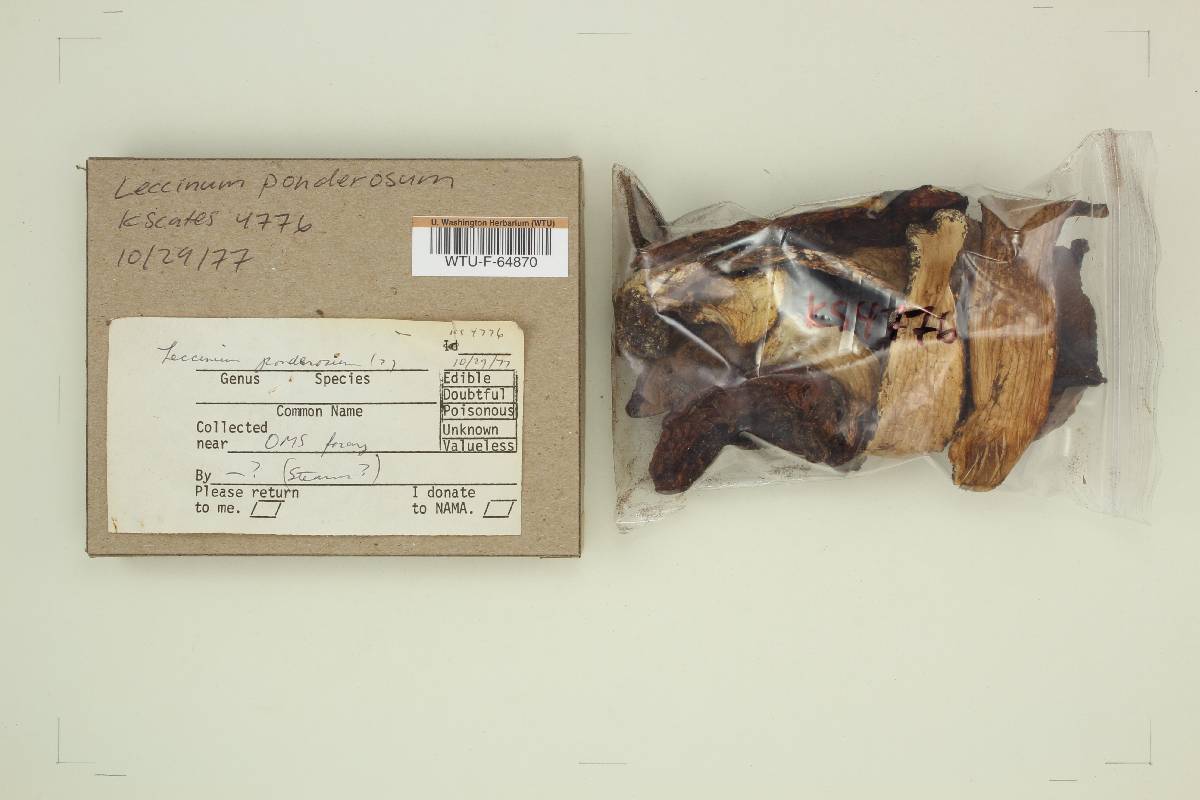 Leccinum ponderosum
KScates 4776
10/29/77
U. Washington Herbarium (WTU)
WTU-F-64870
KS 4776
Id
Leccinum ponderosum (?)
10/29/77
Genus Species
Edible
Doubtful
Common Name
Poisonous
Collected
near OMS foray
Unknown
Valueless
By —? (Stearns?)
Please return
to me.
I donate
to NAMA.
KS4776